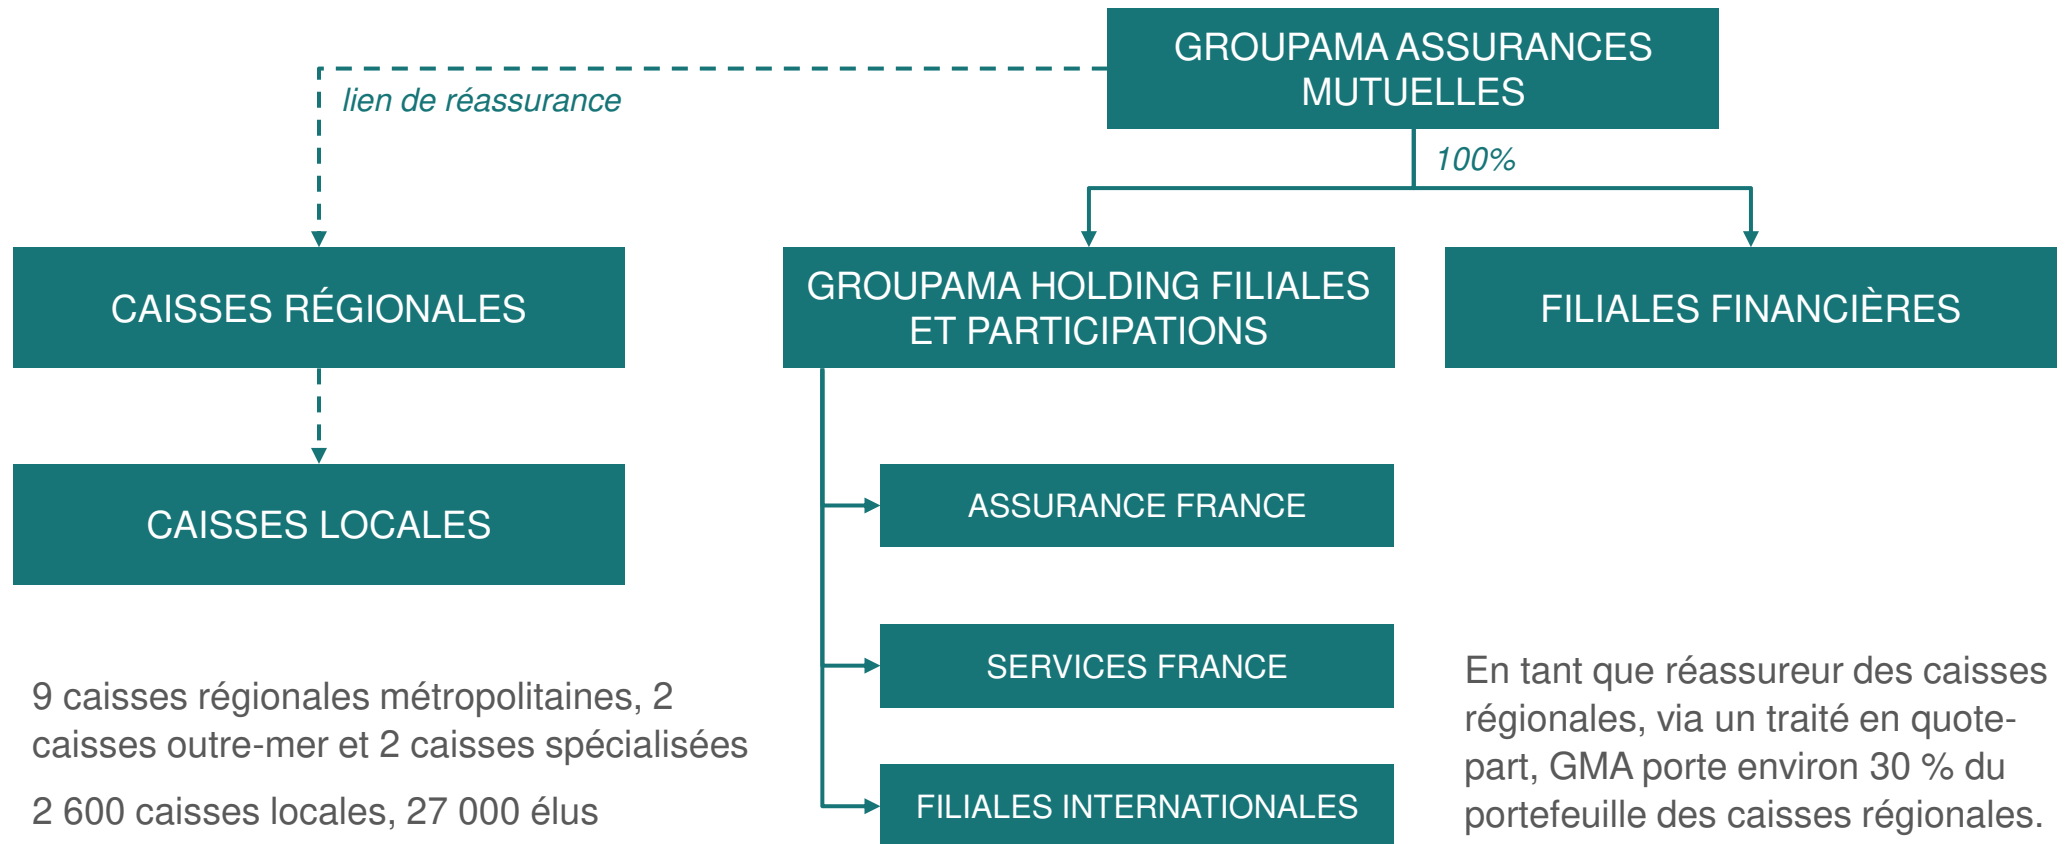 GROUPAMA ASSURANCES
MUTUELLES
lien de réassurance
100%
CAISSES RÉGIONALES
GROUPAMA HOLDING FILIALES
ET PARTICIPATIONS
FILIALES FINANCIÈRES
CAISSES LOCALES
ASSURANCE FRANCE
SERVICES FRANCE
FILIALES INTERNATIONALES
9 caisses régionales métropolitaines, 2
caisses outre-mer et 2 caisses spécialisées
2 600 caisses locales, 27 000 élus
En tant que réassureur des caisses
régionales, via un traité en quote-
part, GMA porte environ 30 % du
portefeuille des caisses régionales.